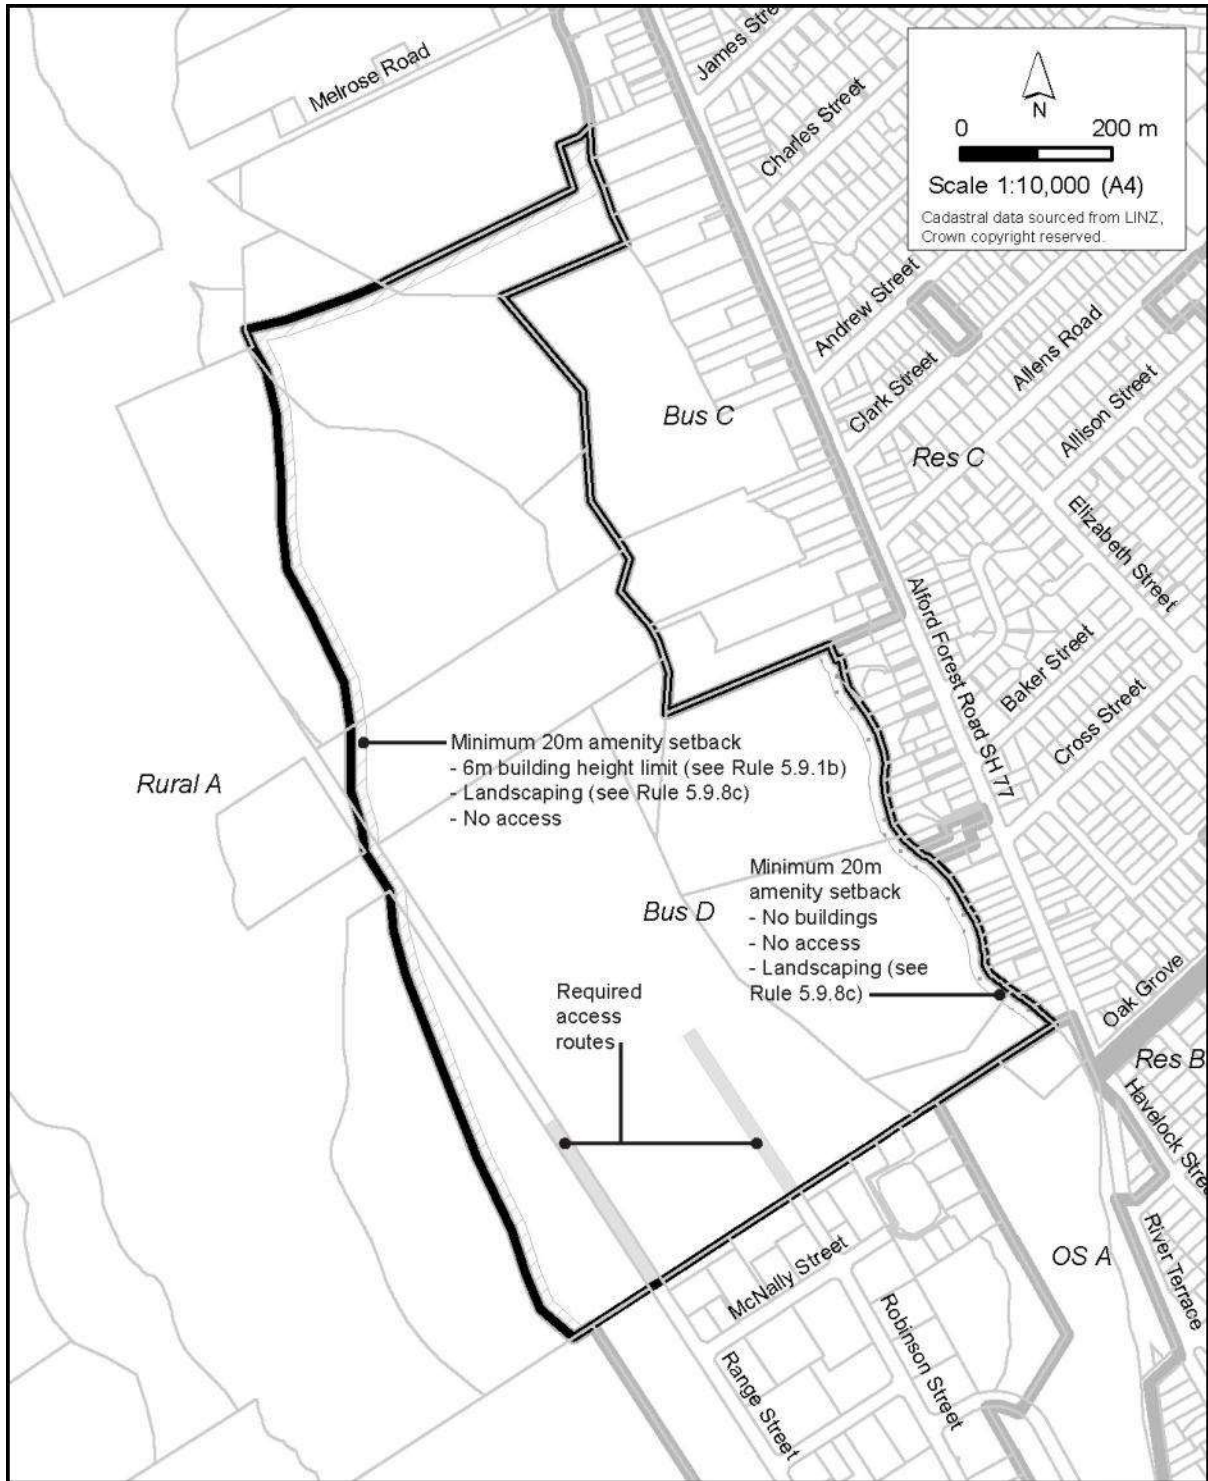 James Stree
Melrose Road
Charles Street
N
0 200 m
Scale 1:10,000 (A4)
Cadastral data sourced from LINZ,
Crown copyright reserved.
Andrew Street
Clark Street
Allens Road
Allison Street
Bus C
Res C
Elizabeth Street
Alford Forest Road SH 77
Baker Street
Cross Street
Rural A
Minimum 20m amenity setback
- 6m building height limit (see Rule 5.9.1b)
- Landscaping (see Rule 5.9.8c)
- No access
Minimum 20m
amenity setback
- No buildings
- No access
- Landscaping (see
Rule 5.9.8c)
Bus D
Required
access
routes
Oak Grove
Res B
Havelock Stree
River Terrace
OS A
McNally Street
Robinson Street
Range Street